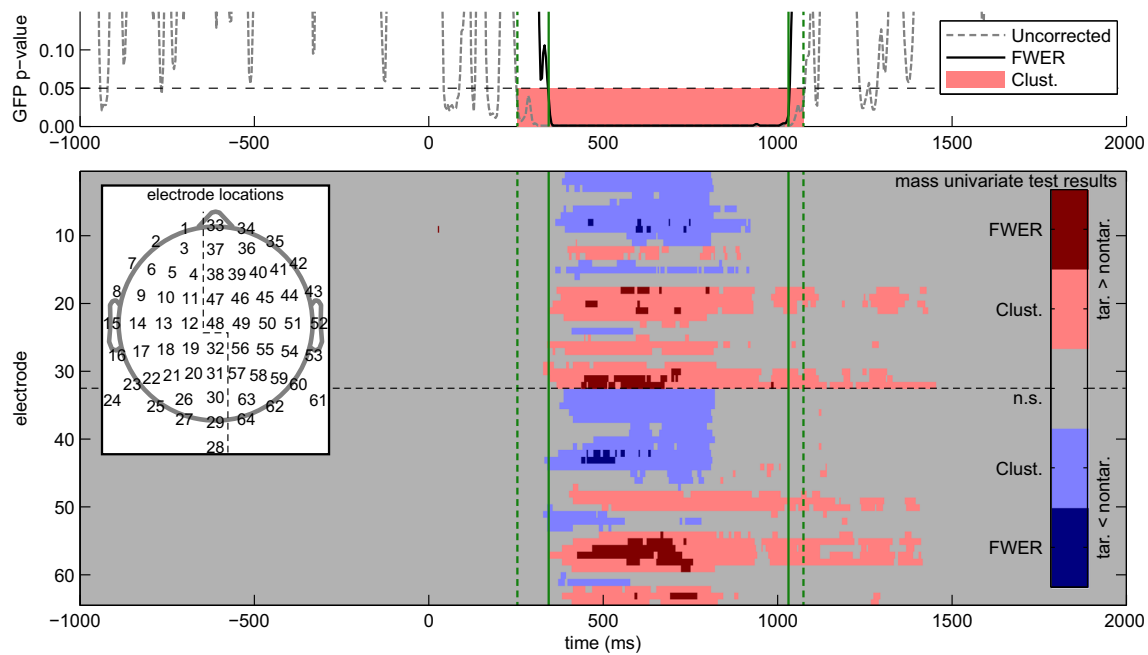 GFP p−value
0.10
0.05
0.00
Uncorrected
FWER
Clust.
−1000 −500 0 500 1000 1500 2000
electrode locations
1 33 34
2 3 37 36 35
7 6 5 4 38 39 40 41 42
8 9 10 11 47 46 45 44 43
15 14 13 12 48 49 50 51 52
16 17 18 19 32 56 55 54 53
23 22 21 20 31 57 58 59 60
24 25 26 30 63 62 61
27 29 64
28
mass univariate test results
FWER
Clust.
n.s.
Clust.
FWER
tar. > nontar.
tar. < nontar.
electrode
10
20
30
40
50
60
−1000 −500 0 500 1000 1500 2000
time (ms)